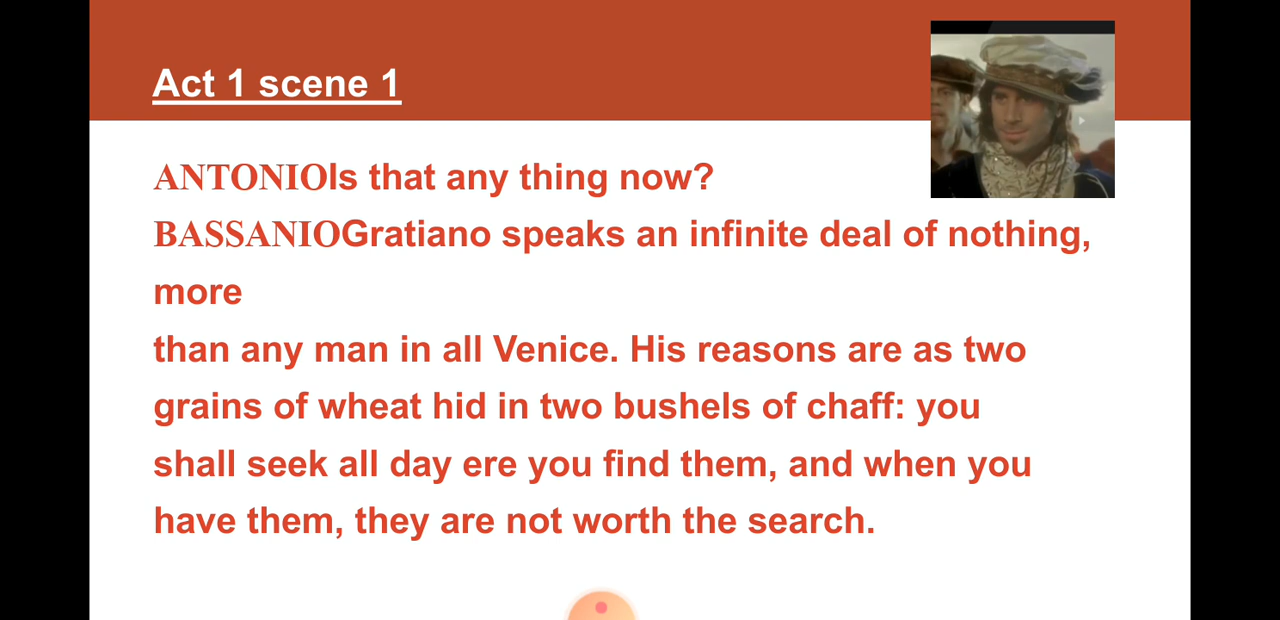 Act 1 scene 1
ANTONIOIs that any thing now?
BASSANIOGratiano speaks an infinite deal of nothing,
more
than any man in all Venice. His reasons are as two
grains of wheat hid in two bushels of chaff: you
shall seek all day ere you find them, and when you
have them, they are not worth the search.